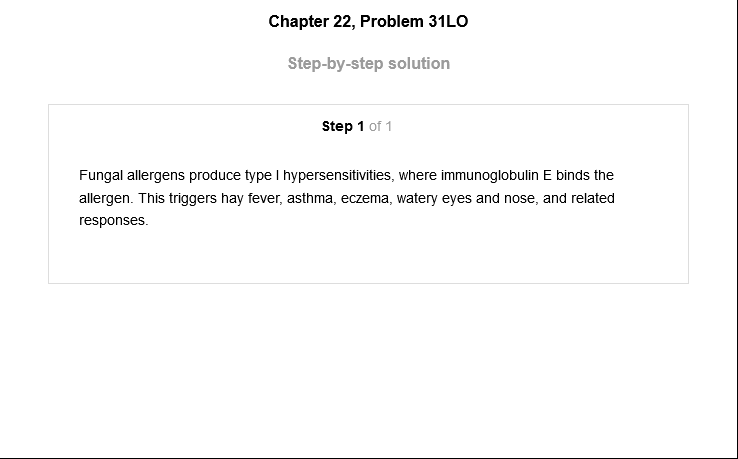 Chapter 22, Problem 31LO
Step-by-step solution
Step 1 of 1
Fungal allergens produce type I hypersensitivities, where immunoglobulin E binds the
allergen. This triggers hay fever, asthma, eczema, watery eyes and nose, and related
responses.